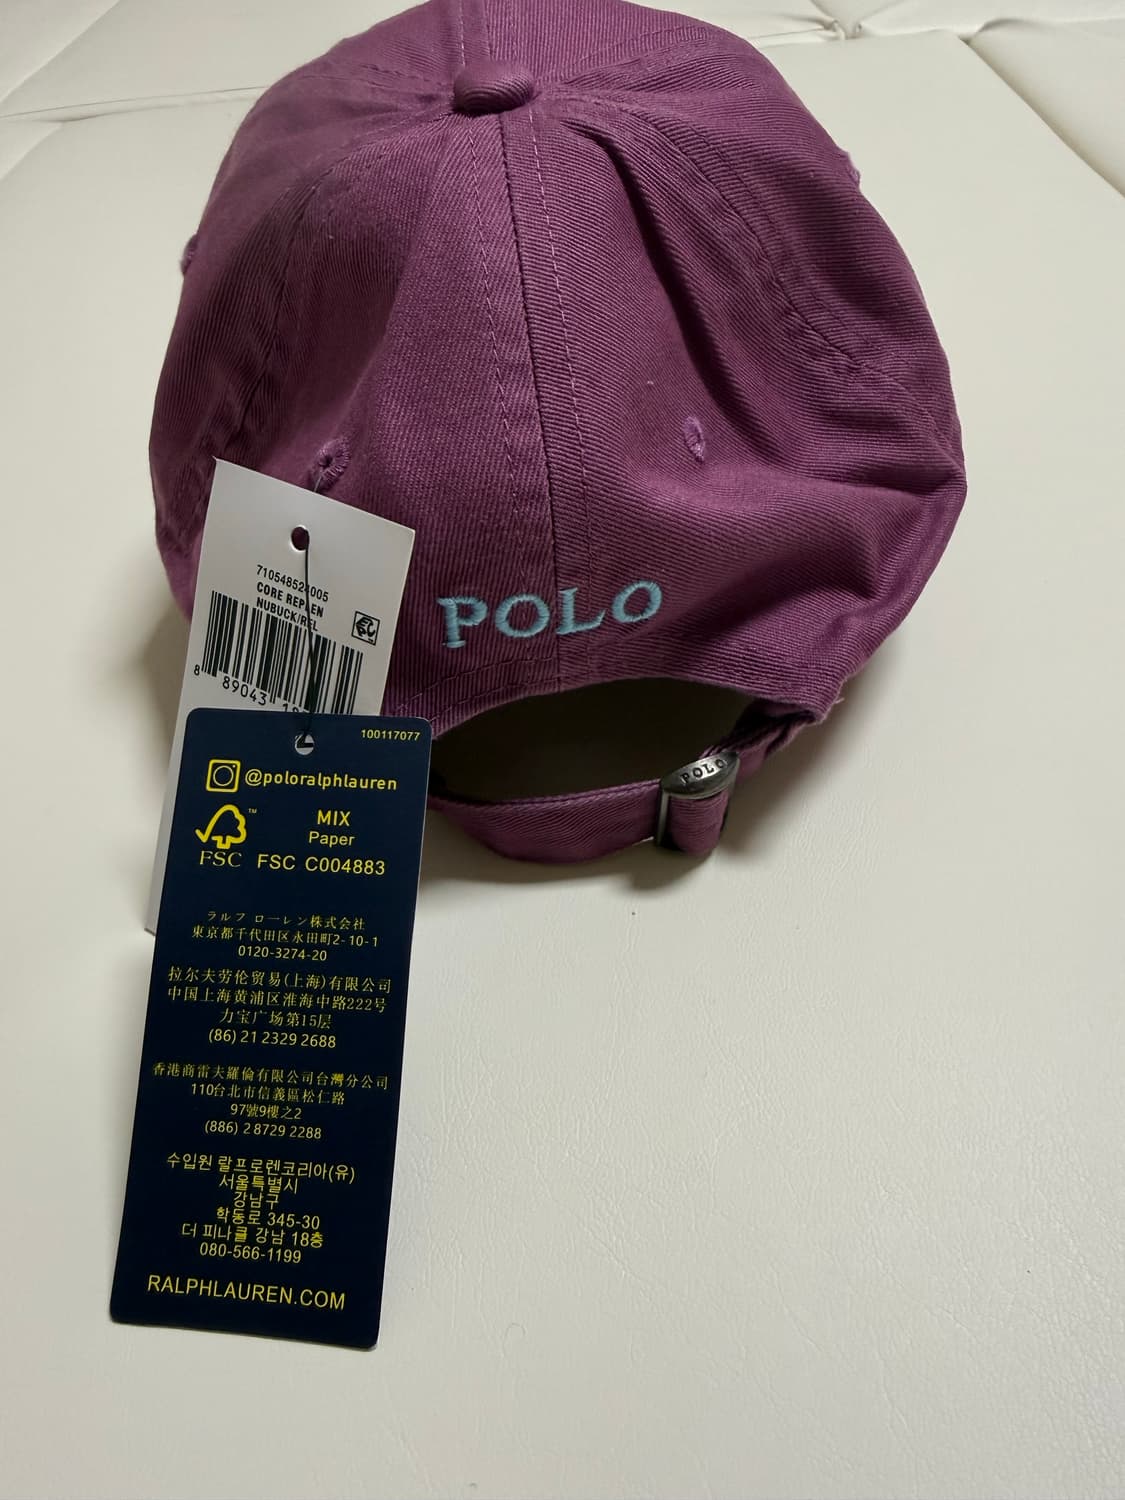 710548524005
CORE REPLEN
NUBUCK/REL
8 89043
POLO
POLO
100117077
@poloralphlauren
MIX
Paper
FSC™ FSC C004883
ラルフ ローレン株式会社
東京都千代田区永田町2-10-1
0120-3274-20
拉尔夫劳伦贸易(上海)有限公司
中国上海黄浦区淮海中路222号
力宝广场第15层
(86) 21 2329 2688
香港商雷夫羅倫有限公司台灣分公司
110台北市信義區松仁路
97號9樓之2
(886) 2 8729 2288
수입원 랄프로렌코리아(유)
서울특별시
강남구
학동로 345-30
더 피나클 강남 18층
080-566-1199
RALPHLAUREN.COM